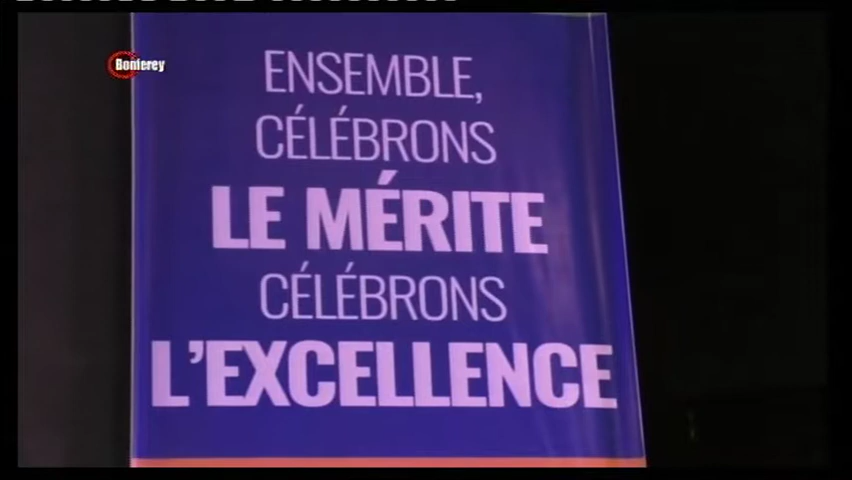 Bonferey
ENSEMBLE,
CÉLÉBRONS
LE MÉRITE
CÉLÉBRONS
L'EXCELLENCE